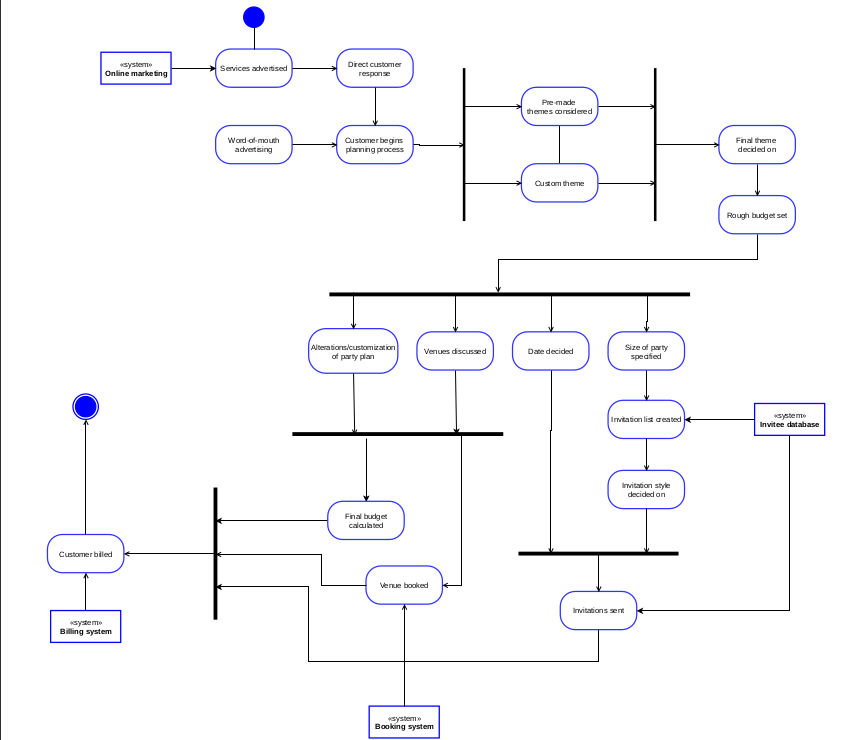 «system»
Online marketing
Services advertised
Direct customer
response
Word-of-mouth
advertising
Customer begins
planning process
Pre-made
themes considered
Custom theme
Final theme
decided on
Rough budget set
Alterations/customization
of party plan
Venues discussed
Date decided
Size of party
specified
Invitation list created
«system»
Invitee database
Invitation style
decided on
Final budget
calculated
Customer billed
Venue booked
Invitations sent
«system»
Billing system
«system»
Booking system